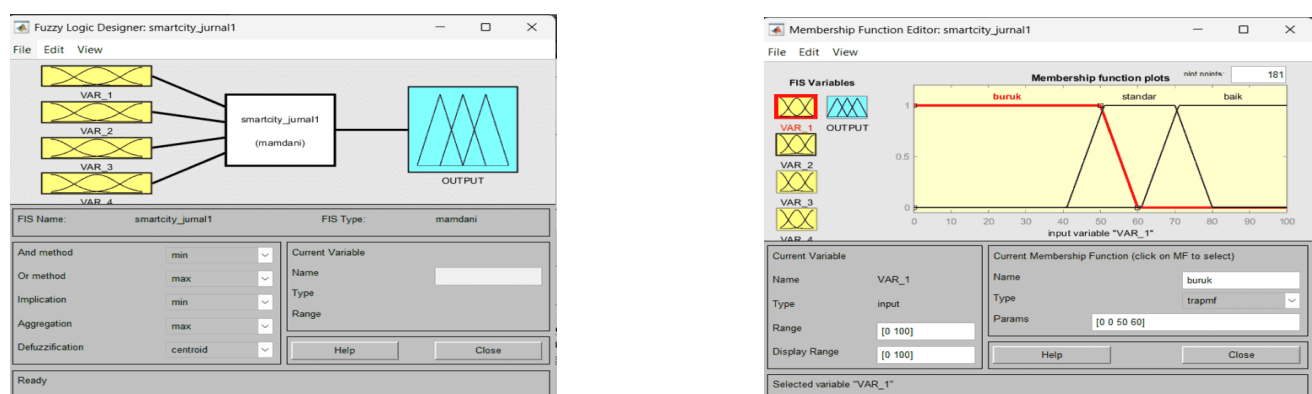 Fuzzy Logic Designer: smartcity_jurnal1
File Edit View
VAR_1
VAR_2
VAR_3
VAR_4
smartcity_jurnal1
(mamdani)
OUTPUT
FIS Name: smartcity_jurnal1 FIS Type: mamdani
And method min
Or method max
Implication min
Aggregation max
Defuzzification centroid
Current Variable
Name
Type
Range
Help Close
Ready
Membership Function Editor: smartcity_jurnal1
File Edit View
FIS Variables
VAR_1 OUTPUT
VAR_2
VAR_3
VAR_4
Membership function plots plot points: 181
buruk standar baik
1
0.5
0
0 10 20 30 40 50 60 70 80 90 100
input variable "VAR_1"
Current Variable
Name VAR_1
Type input
Range [0 100]
Display Range [0 100]
Current Membership Function (click on MF to select)
Name buruk
Type trapmf
Params [0 0 50 60]
Help Close
Selected variable "VAR_1"